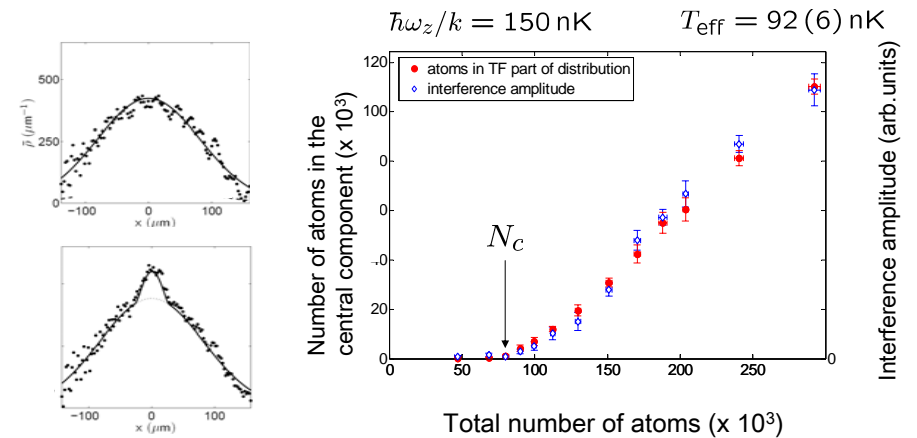 ħω_z/k = 150 nK
T_eff = 92 (6) nK
500
250
0
ρ̄ (μm⁻¹)
−100 0 100
x (μm)
−100 0 100
x (μm)
Number of atoms in the
central component (x 10³)
120
100
0
0
0
20
0
atoms in TF part of distribution
interference amplitude
N_c
0
Interference amplitude (arb.units)
0 50 100 150 200 250
Total number of atoms (x 10³)